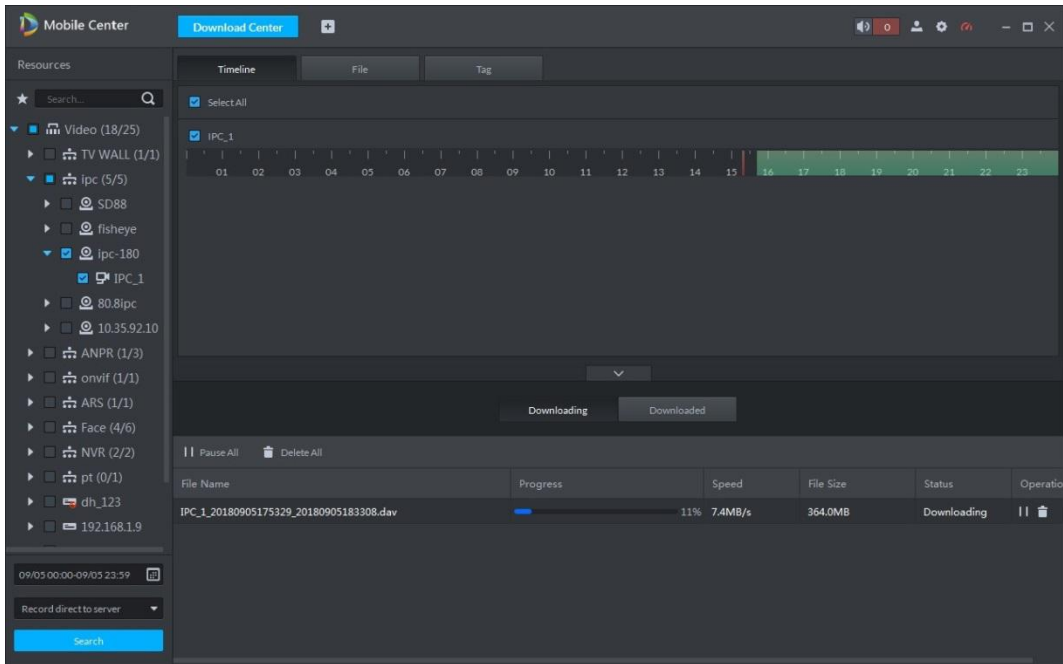 Mobile Center
Download Center
0
Resources
Search...
Video (18/25)
TV WALL (1/1)
ipc (5/5)
SD88
fisheye
ipc-180
IPC_1
80.8ipc
10.35.92.10
ANPR (1/3)
onvif (1/1)
ARS (1/1)
Face (4/6)
NVR (2/2)
pt (0/1)
dh_123
192.168.1.9
09/05 00:00-09/05 23:59
Record direct to server
Search
Timeline File Tag
Select All
IPC_1
01 02 03 04 05 06 07 08 09 10 11 12 13 14 15 16 17 18 19 20 21 22 23
Downloading Downloaded
Pause All Delete All
File Name Progress Speed File Size Status Operatio
IPC_1_20180905175329_20180905183308.dav 11% 7.4MB/s 364.0MB Downloading